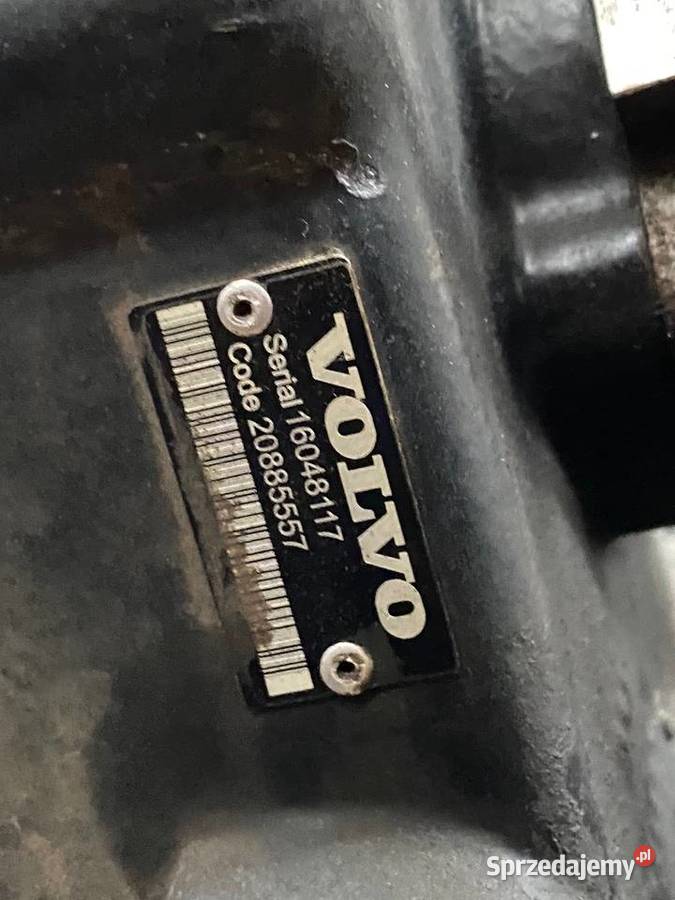 VOLVO
Serial 16048117
Code 20885557
Sprzedajemy.pl